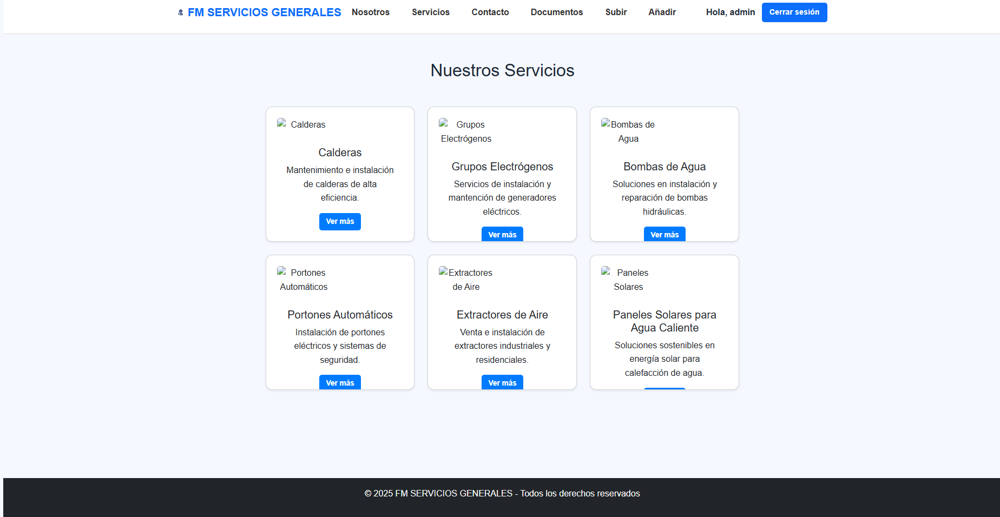 FM SERVICIOS GENERALES Nosotros Servicios Contacto Documentos Subir Añadir Hola, admin Cerrar sesión
Nuestros Servicios
Calderas
Calderas
Mantenimiento e instalación
de calderas de alta
eficiencia.
Ver más
Grupos
Electrógenos
Grupos Electrógenos
Servicios de instalación y
mantención de generadores
eléctricos.
Ver más
Bombas de
Agua
Bombas de Agua
Soluciones en instalación y
reparación de bombas
hidráulicas.
Ver más
Portones
Automáticos
Portones Automáticos
Instalación de portones
eléctricos y sistemas de
seguridad.
Ver más
Extractores
de Aire
Extractores de Aire
Venta e instalación de
extractores industriales y
residenciales.
Ver más
Paneles
Solares
Paneles Solares para
Agua Caliente
Soluciones sostenibles en
energía solar para
calefacción de agua.
© 2025 FM SERVICIOS GENERALES - Todos los derechos reservados